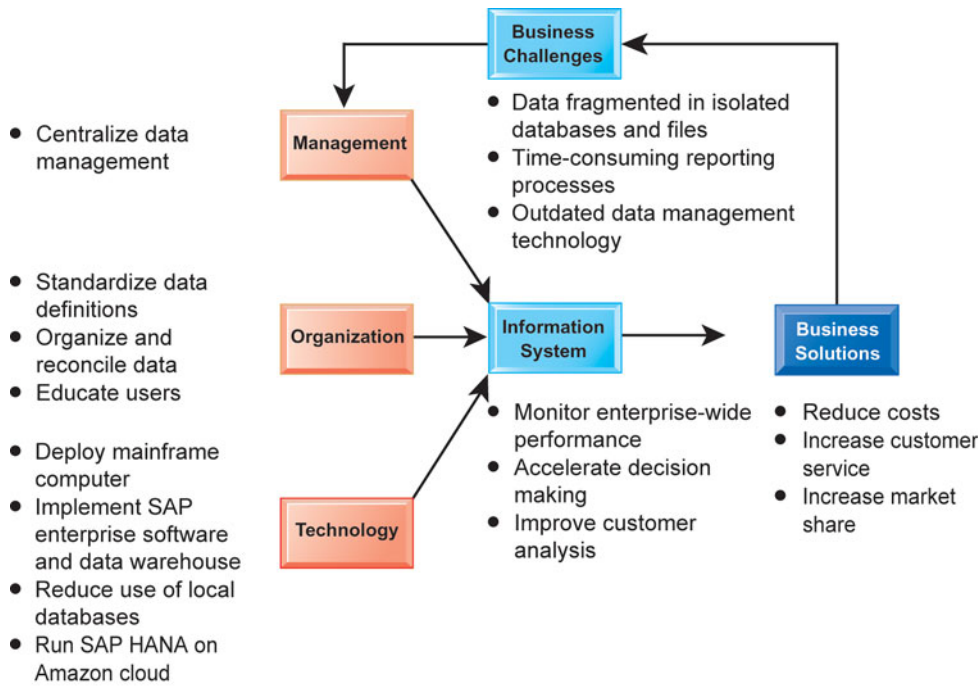 Business
Challenges
● Data fragmented in isolated
databases and files
● Time-consuming reporting
processes
● Outdated data management
technology
● Centralize data
management
Management
● Standardize data
definitions
● Organize and
reconcile data
● Educate users
Organization
Information
System
Business
Solutions
● Monitor enterprise-wide
performance
● Accelerate decision
making
● Improve customer
analysis
● Reduce costs
● Increase customer
service
● Increase market
share
● Deploy mainframe
computer
● Implement SAP
enterprise software
and data warehouse
● Reduce use of local
databases
● Run SAP HANA on
Amazon cloud
Technology